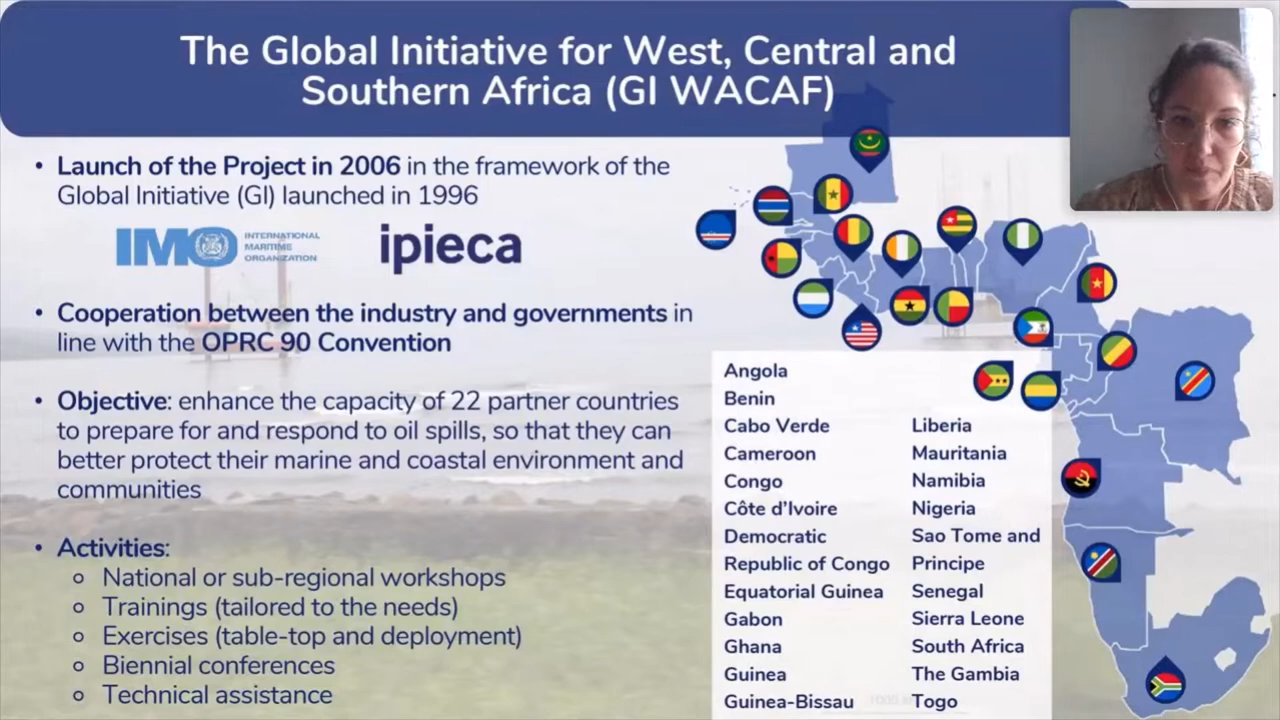 The Global Initiative for West, Central and
Southern Africa (GI WACAF)
• Launch of the Project in 2006 in the framework of the
Global Initiative (GI) launched in 1996
IMO INTERNATIONAL
MARITIME
ORGANIZATION
ipieca
• Cooperation between the industry and governments in
line with the OPRC 90 Convention
• Objective: enhance the capacity of 22 partner countries
to prepare for and respond to oil spills, so that they can
better protect their marine and coastal environment and
communities
• Activities:
○ National or sub-regional workshops
○ Trainings (tailored to the needs)
○ Exercises (table-top and deployment)
○ Biennial conferences
○ Technical assistance
Angola
Benin
Cabo Verde
Cameroon
Congo
Côte d'Ivoire
Democratic
Republic of Congo
Equatorial Guinea
Gabon
Ghana
Guinea
Guinea-Bissau
Liberia
Mauritania
Namibia
Nigeria
Sao Tome and
Principe
Senegal
Sierra Leone
South Africa
The Gambia
Togo